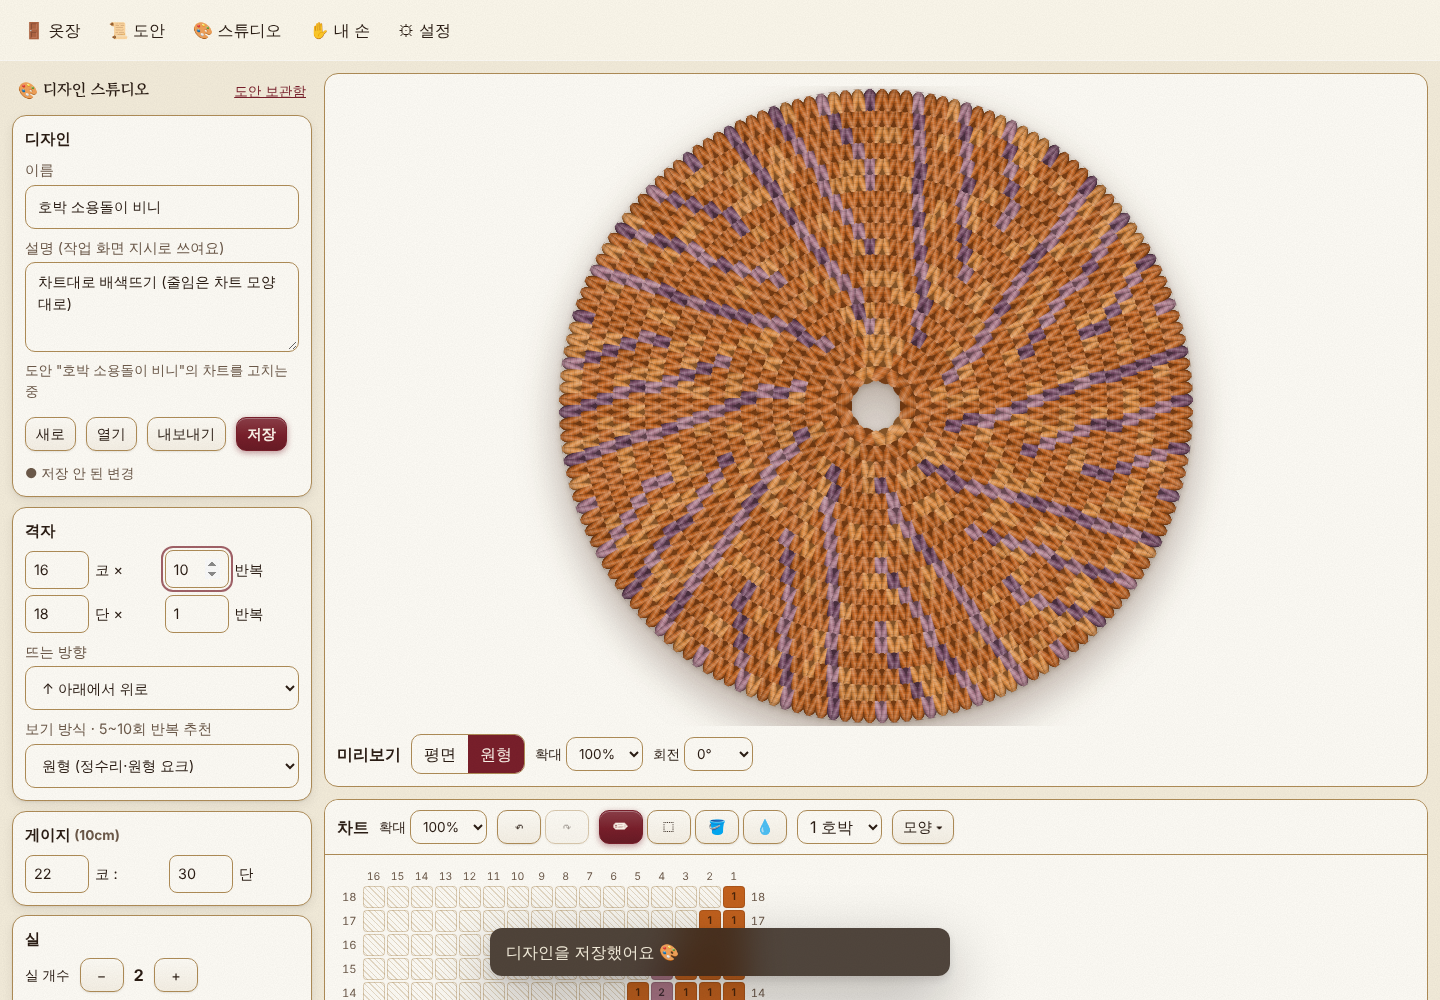 🚪 옷장 📜 도안 🎨 스튜디오 ✋ 내 손 ⛭ 설정
🎨 디자인 스튜디오 도안 보관함
디자인
이름
호박 소용돌이 비니
설명 (작업 화면 지시로 쓰여요)
차트대로 배색뜨기 (줄임은 차트 모양
대로)
도안 "호박 소용돌이 비니"의 차트를 고치는
중
새로 열기 내보내기 저장
● 저장 안 된 변경
격자
16 코 × 10 반복
18 단 × 1 반복
뜨는 방향
↑ 아래에서 위로
보기 방식 · 5~10회 반복 추천
원형 (정수리·원형 요크)
게이지 (10cm)
22 코 : 30 단
실
실 개수 − 2 +
미리보기 평면 원형 확대 100% 회전 0°
차트 확대 100% ↶ ↷ ✏ ⬚ 🪣 💧 1 호박 모양 ▾
16 15 14 13 12 11 10 9 8 7 6 5 4 3 2 1
18 1 18
17 1 1 17
16
15
14 1 2 1 1 1 14
디자인을 저장했어요 🎨